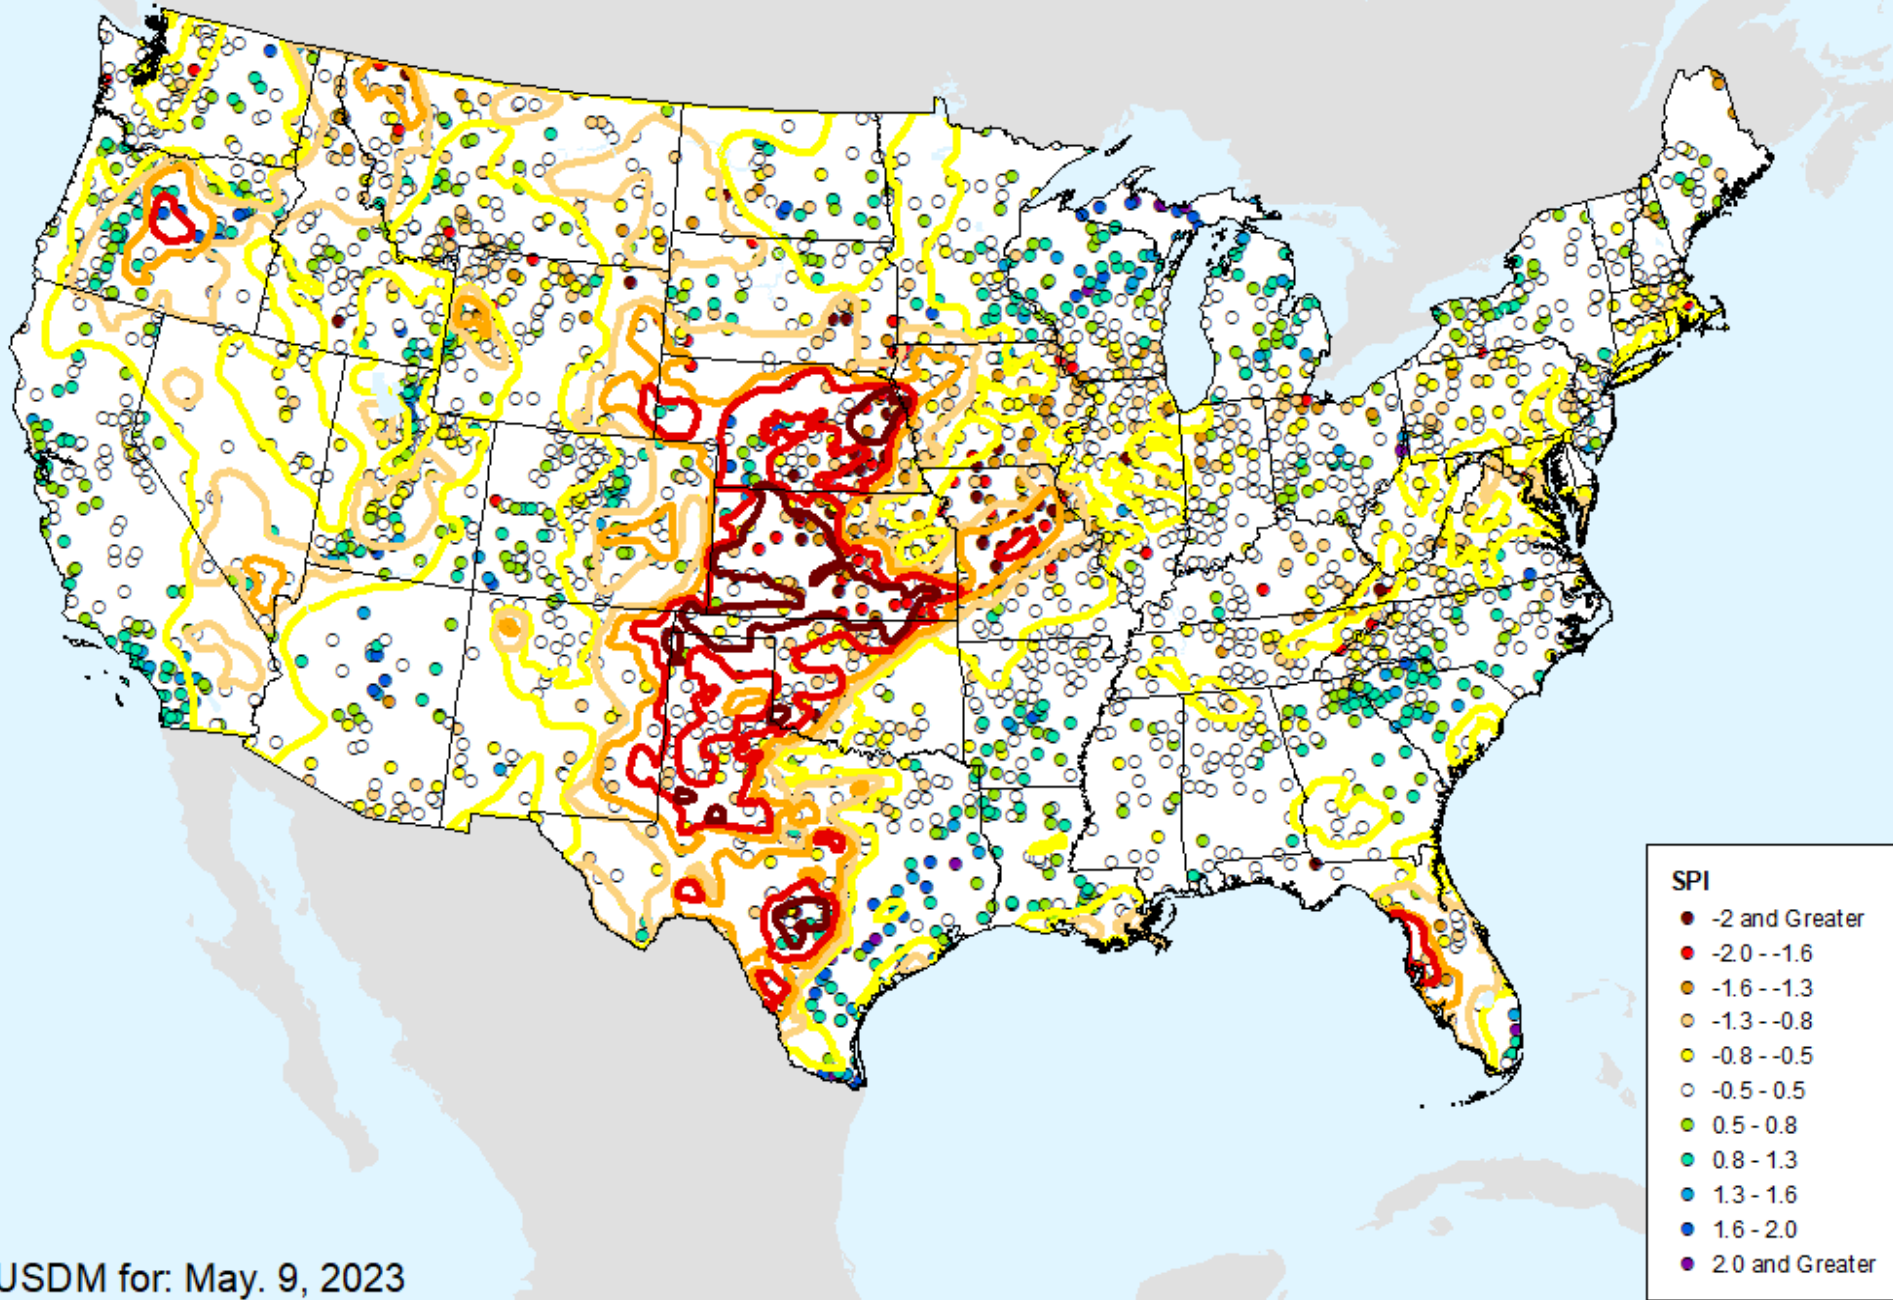 SPI
-2 and Greater
-2.0 - -1.6
-1.6 - -1.3
-1.3 - -0.8
-0.8 - -0.5
-0.5 - 0.5
0.5 - 0.8
0.8 - 1.3
1.3 - 1.6
1.6 - 2.0
2.0 and Greater
USDM for: May. 9, 2023